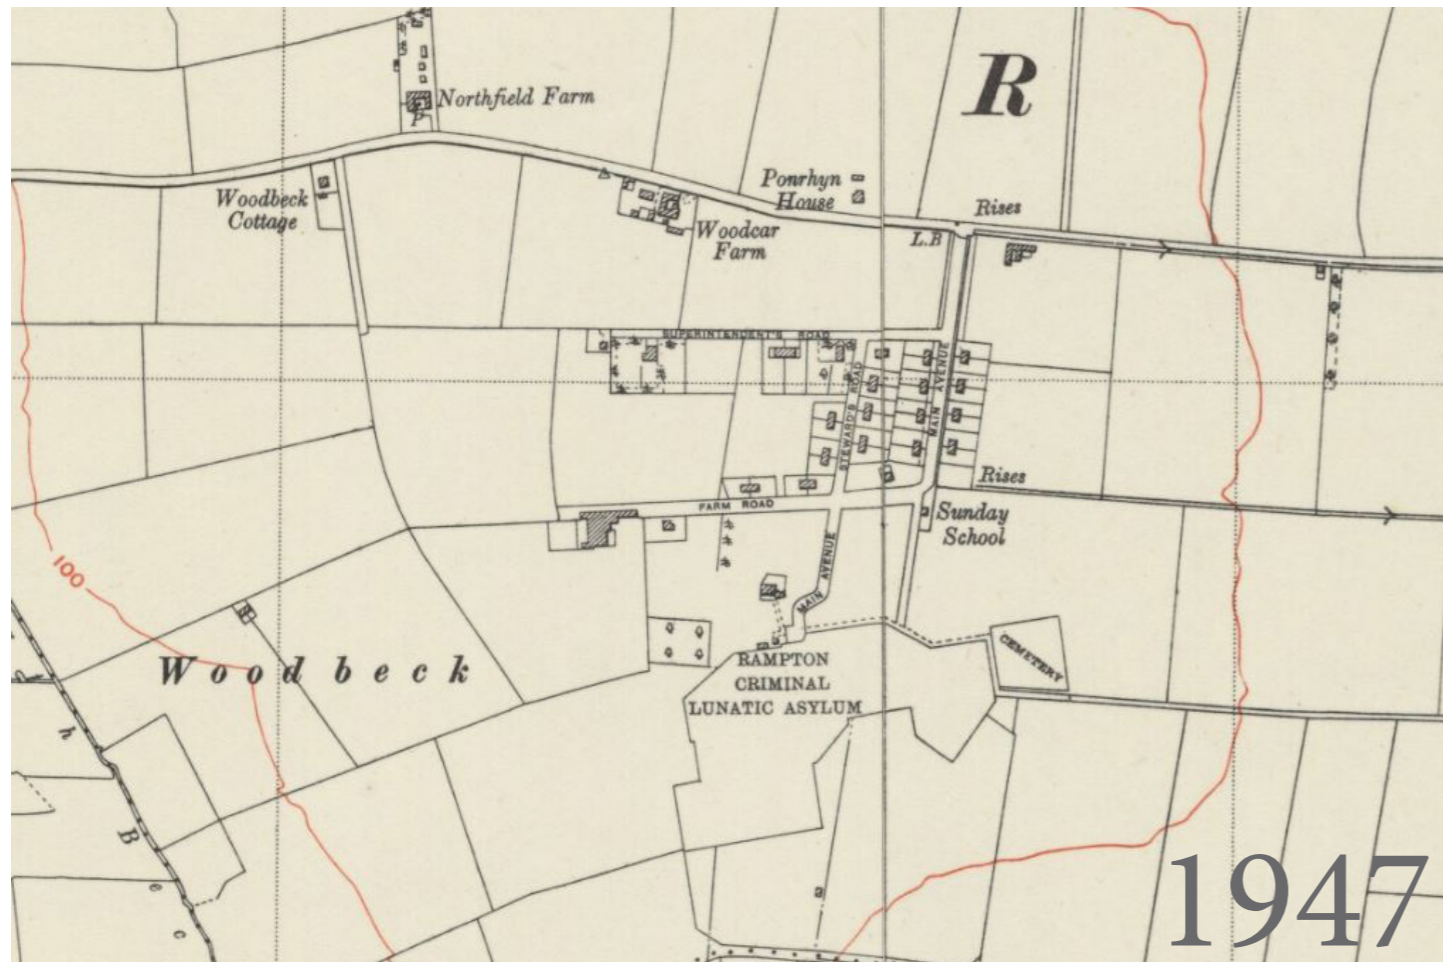 R
Northfield Farm
P
Ponrhyn
House
Woodbeck
Cottage
Rises
Woodcar
Farm
L.B
SUPERINTENDENT'S ROAD
MAIN AVENUE
STEWARD'S ROAD
Rises
FARM ROAD
Sunday
School
MAIN AVENUE
100
CEMETERY
Woodbeck
RAMPTON
CRIMINAL
LUNATIC ASYLUM
h
B
e
c
1947